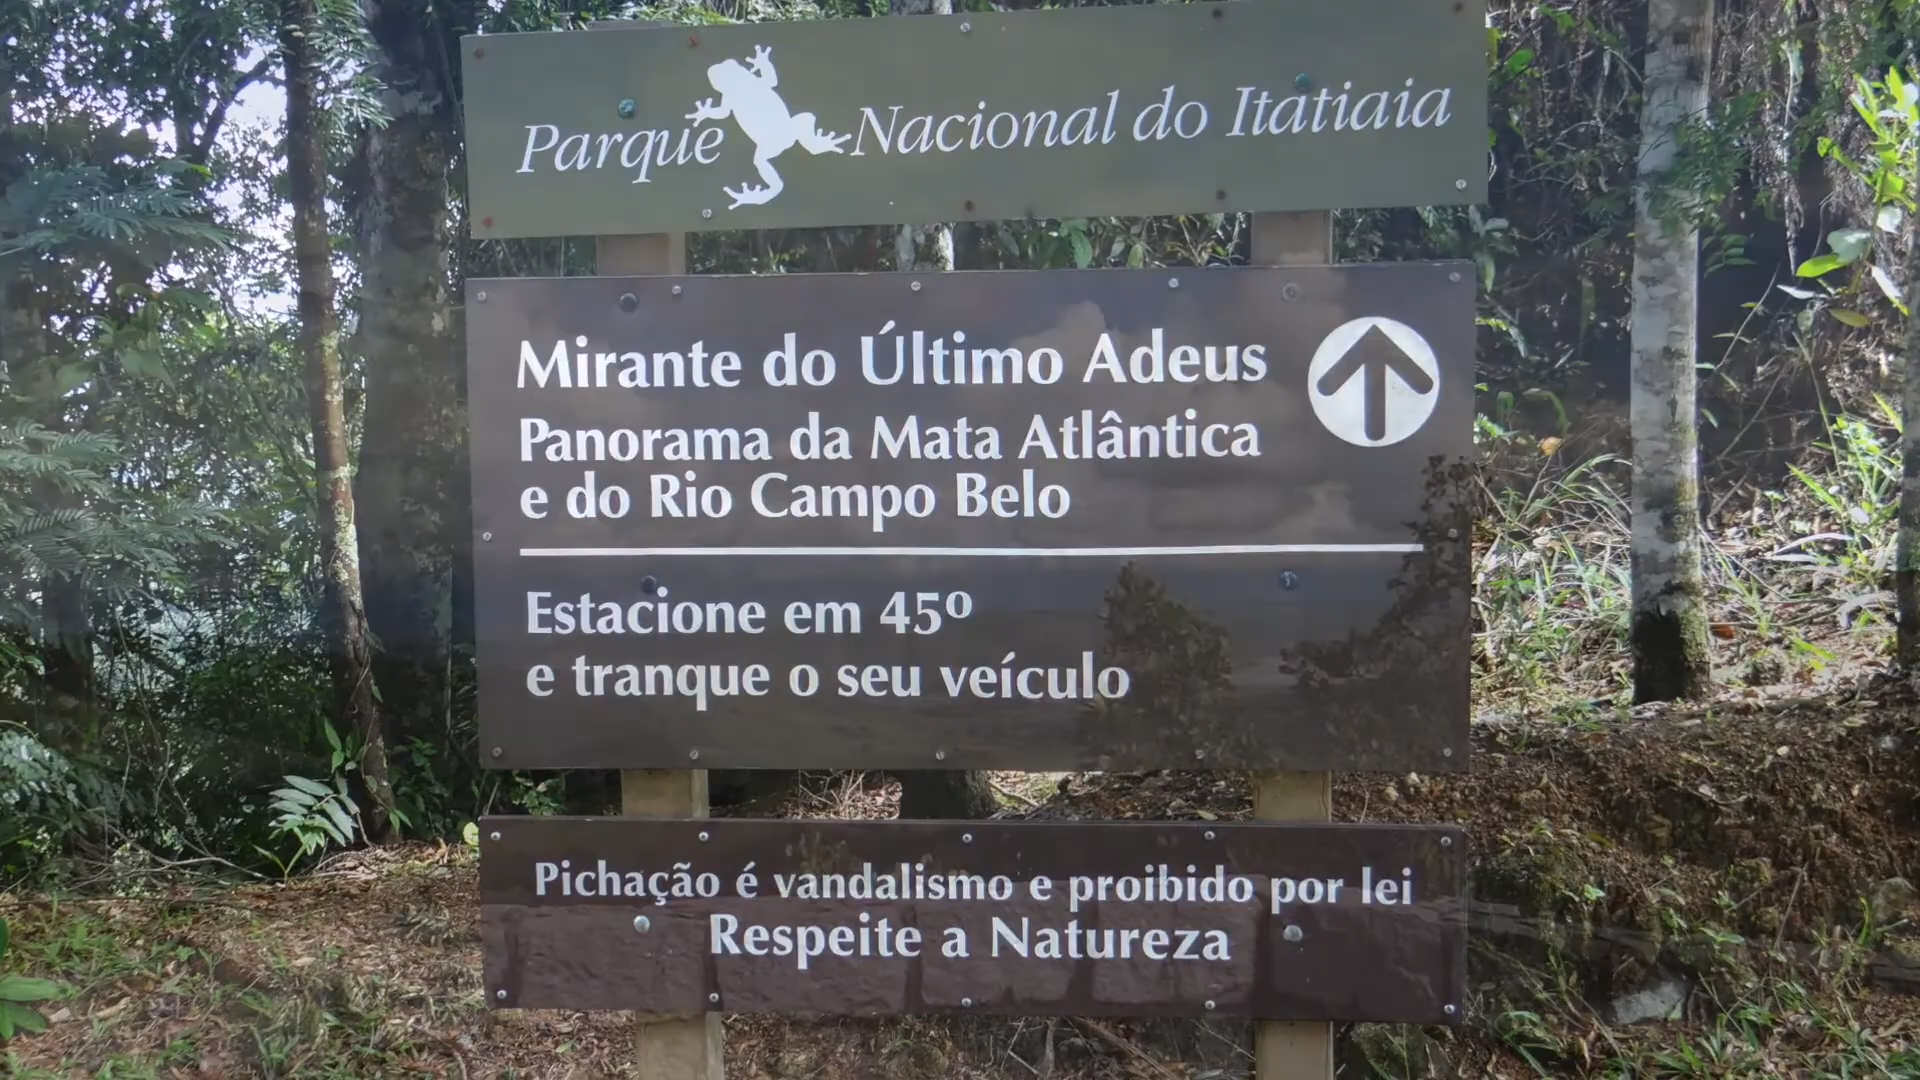 Parque Nacional do Itatiaia
Mirante do Último Adeus
Panorama da Mata Atlântica
e do Rio Campo Belo
Estacione em 45º
e tranque o seu veículo
Pichação é vandalismo e proibido por lei
Respeite a Natureza